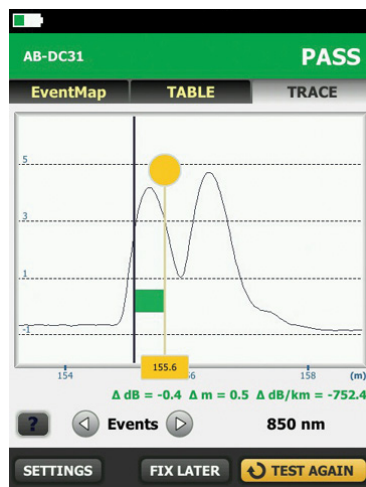 AB-DC31 PASS
EventMap TABLE TRACE
5
3
1
-1
155.6
154 6 158 (m)
Δ dB = -0.4 Δ m = 0.5 Δ dB/km = -752.4
? Events 850 nm
SETTINGS FIX LATER TEST AGAIN